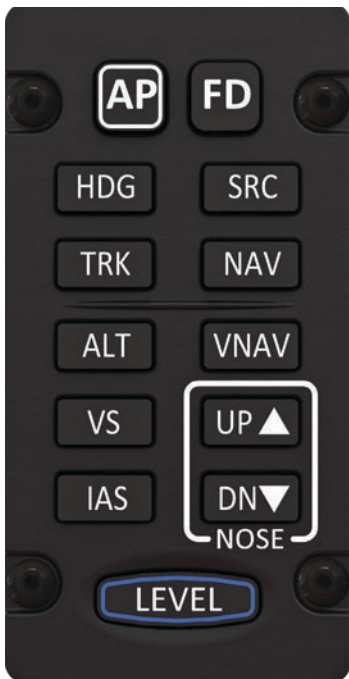 AP FD
HDG SRC
TRK NAV
ALT VNAV
VS UP▲
IAS DN▼
NOSE
LEVEL